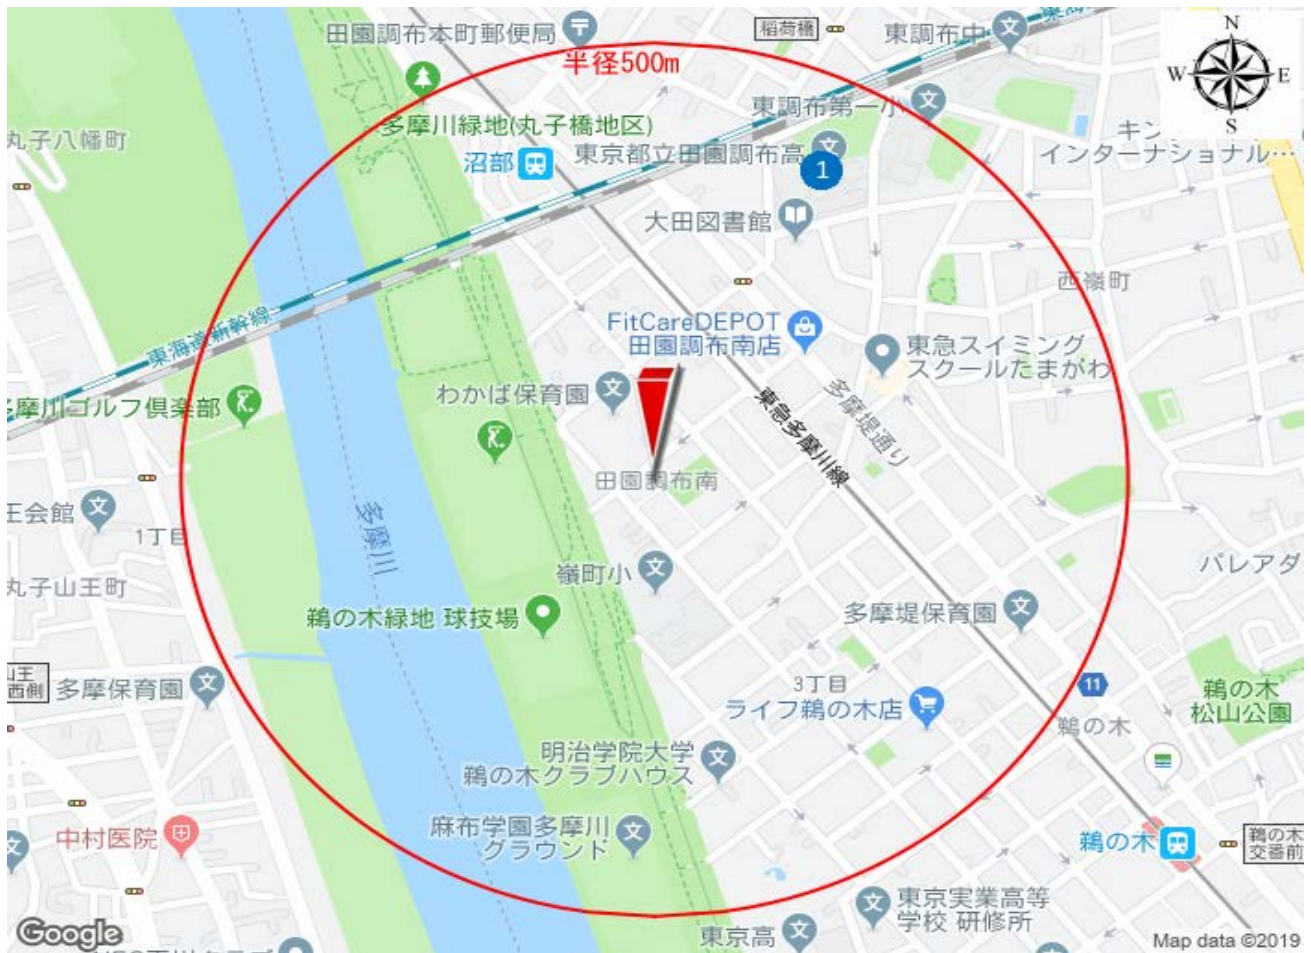 田園調布本町郵便局
稲荷橋
東調布中
N
W
E
S
半径500m
東調布第一小
多摩川緑地(丸子橋地区)
沼部
東京都立田園調布高
1
キン
インターナショナル…
丸子八幡町
大田図書館
西嶺町
東海道新幹線
FitCareDEPOT
田園調布南店
東急スイミング
スクールたまがわ
わかば保育園
多摩川ゴルフ倶楽部
東急多摩川線
多摩堤通り
田園調布南
王会館
1丁目
多摩川
丸子山王町
嶺町小
パレアダ
鵜の木緑地 球技場
多摩堤保育園
山王
西側
多摩保育園
3丁目
ライフ鵜の木店
11
鵜の木
鵜の木
松山公園
明治学院大学
鵜の木クラブハウス
麻布学園多摩川
グラウンド
中村医院
鵜の木
鵜の木
交番前
東京実業高等
学校 研修所
東京高
Google
Map data ©2019